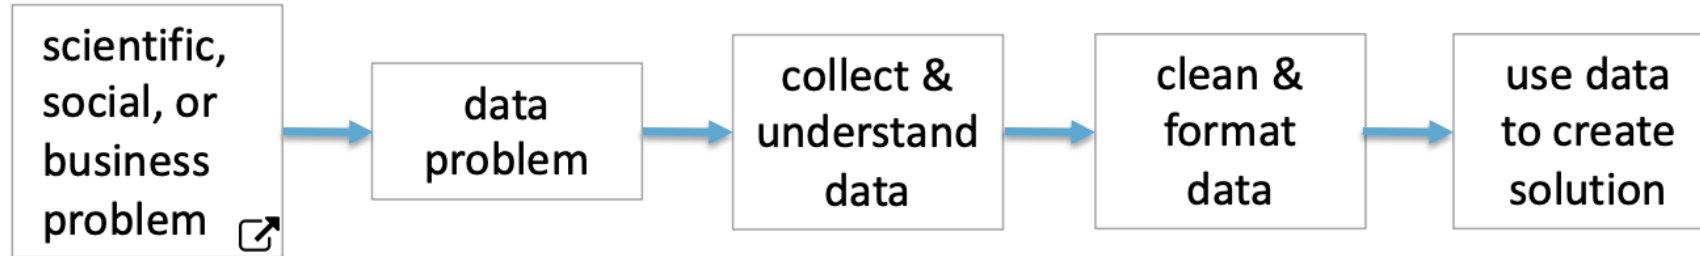 scientific,
social, or
business
problem
data
problem
collect &
understand
data
clean &
format
data
use data
to create
solution